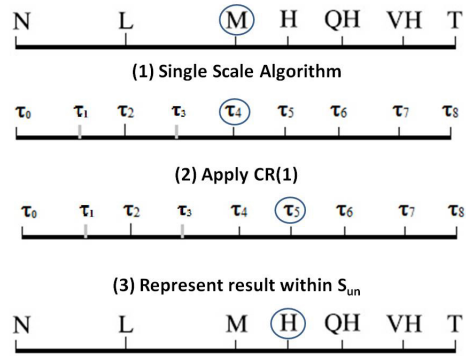 N L M H QH VH T
(1) Single Scale Algorithm
τ₀ τ₁ τ₂ τ₃ τ₄ τ₅ τ₆ τ₇ τ₈
(2) Apply CR(1)
τ₀ τ₁ τ₂ τ₃ τ₄ τ₅ τ₆ τ₇ τ₈
(3) Represent result within Sᵤₙ
N L M H QH VH T